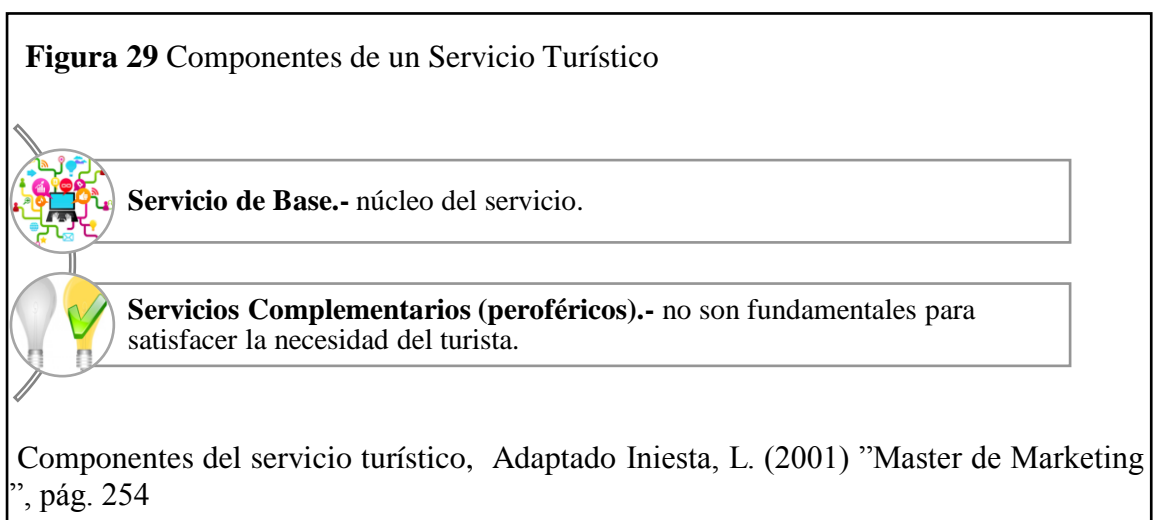 Figura 29 Componentes de un Servicio Turístico
Servicio de Base.- núcleo del servicio.
Servicios Complementarios (peroféricos).- no son fundamentales para
satisfacer la necesidad del turista.
Componentes del servicio turístico, Adaptado Iniesta, L. (2001) ”Master de Marketing
”, pág. 254